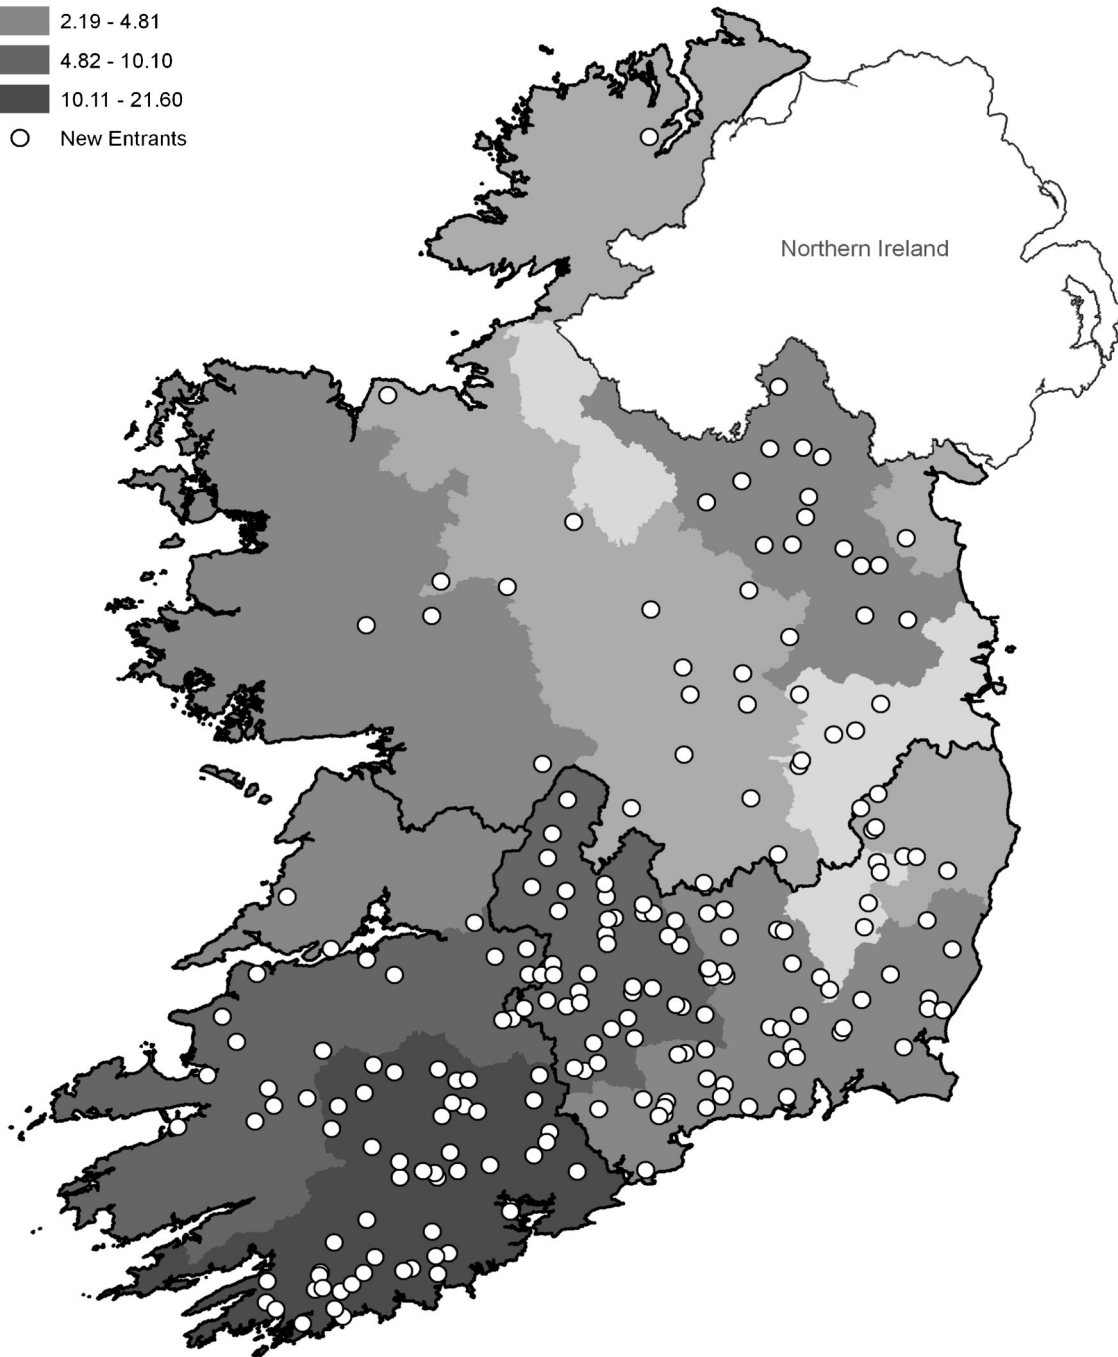 2.19 - 4.81
4.82 - 10.10
10.11 - 21.60
New Entrants
Northern Ireland